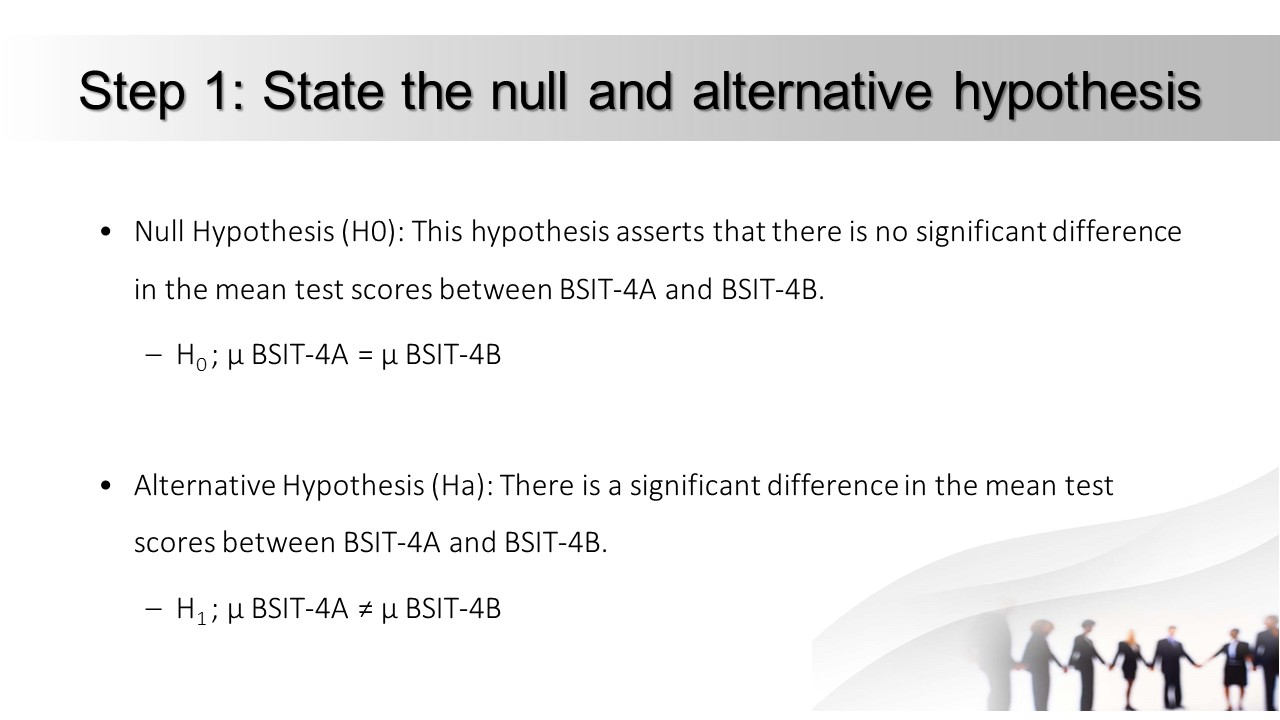 Step 1: State the null and alternative hypothesis
• Null Hypothesis (H0): This hypothesis asserts that there is no significant difference
in the mean test scores between BSIT-4A and BSIT-4B.
– H₀ ; µ BSIT-4A = µ BSIT-4B
• Alternative Hypothesis (Ha): There is a significant difference in the mean test
scores between BSIT-4A and BSIT-4B.
– H₁ ; µ BSIT-4A ≠ µ BSIT-4B